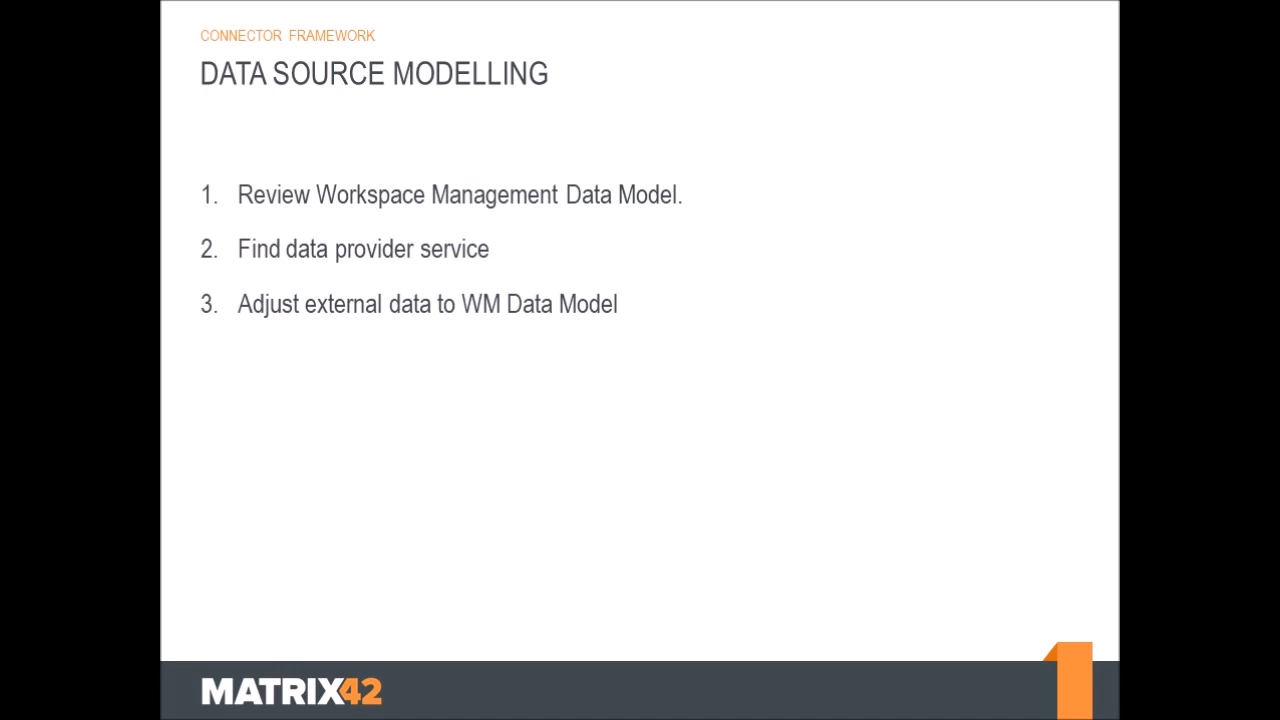 CONNECTOR FRAMEWORK
DATA SOURCE MODELLING
1. Review Workspace Management Data Model.
2. Find data provider service
3. Adjust external data to WM Data Model
MATRIX42
1